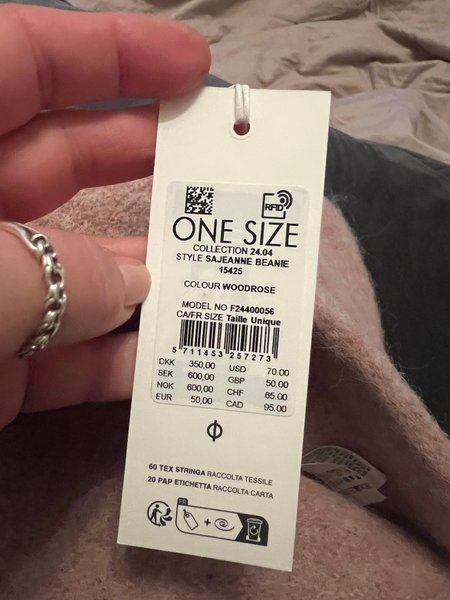 RFID
ONE SIZE
COLLECTION 24.04
STYLE SAJEANNE BEANIE
15425
COLOUR WOODROSE
MODEL NO F24400056
CA/FR SIZE Taille Unique
5 711453 257273
DKK 350,00 USD 70.00
SEK 600,00 GBP 50.00
NOK 600,00 CHF 65.00
EUR 50,00 CAD 95.00
60 TEX STRINGA RACCOLTA TESSILE
20 PAP ETICHETTA RACCOLTA CARTA
FR
+